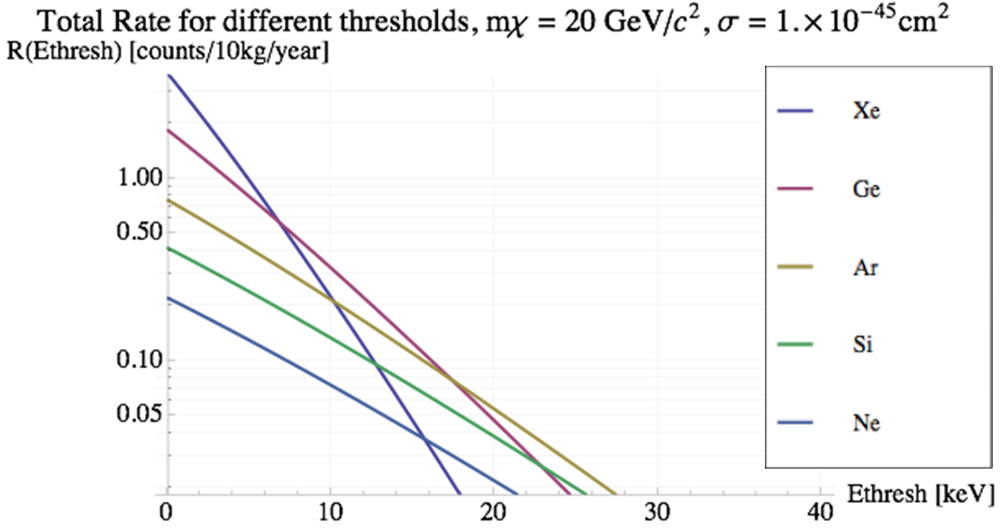 Total Rate for different thresholds, mχ = 20 GeV/c², σ = 1.×10⁻⁴⁵cm²
R(Ethresh) [counts/10kg/year]
Xe
Ge
Ar
Si
Ne
1.00
0.50
0.10
0.05
0 10 20 30 40
Ethresh [keV]